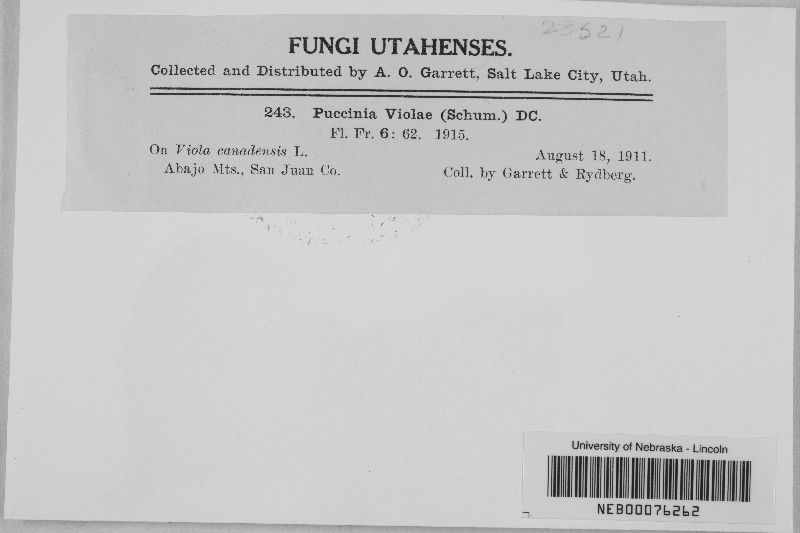 23521
FUNGI UTAHENSES.
Collected and Distributed by A. O. Garrett, Salt Lake City, Utah.
243. Puccinia Violae (Schum.) DC.
Fl. Fr. 6: 62. 1915.
On Viola canadensis L. August 18, 1911.
Abajo Mts., San Juan Co. Coll. by Garrett & Rydberg.
University of Nebraska - Lincoln
NEB00076262